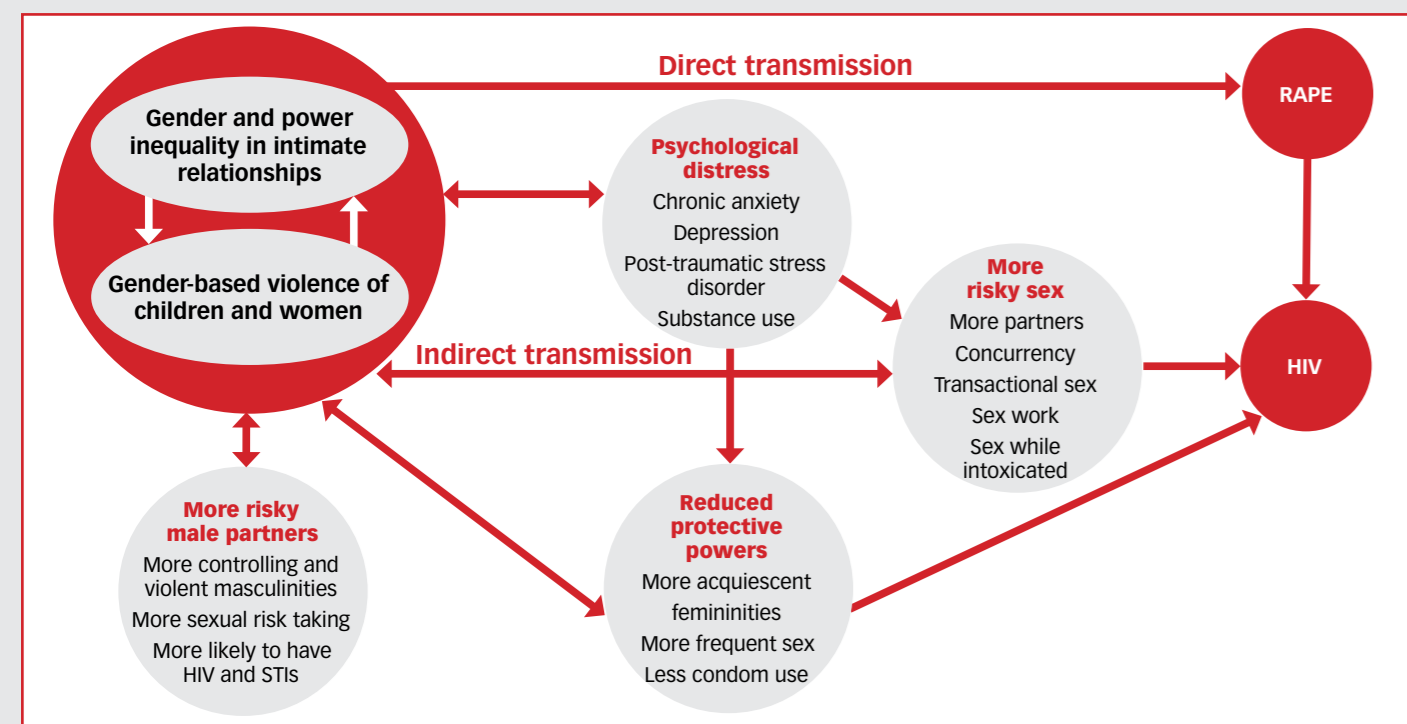 Direct transmission
RAPE
Gender and power
inequality in intimate
relationships
Gender-based violence of
children and women
Psychological
distress
Chronic anxiety
Depression
Post-traumatic stress
disorder
Substance use
More
risky sex
More partners
Concurrency
Transactional sex
Sex work
Sex while
intoxicated
Indirect transmission
HIV
More risky
male partners
More controlling and
violent masculinities
More sexual risk taking
More likely to have
HIV and STIs
Reduced
protective
powers
More acquiescent
femininities
More frequent sex
Less condom use